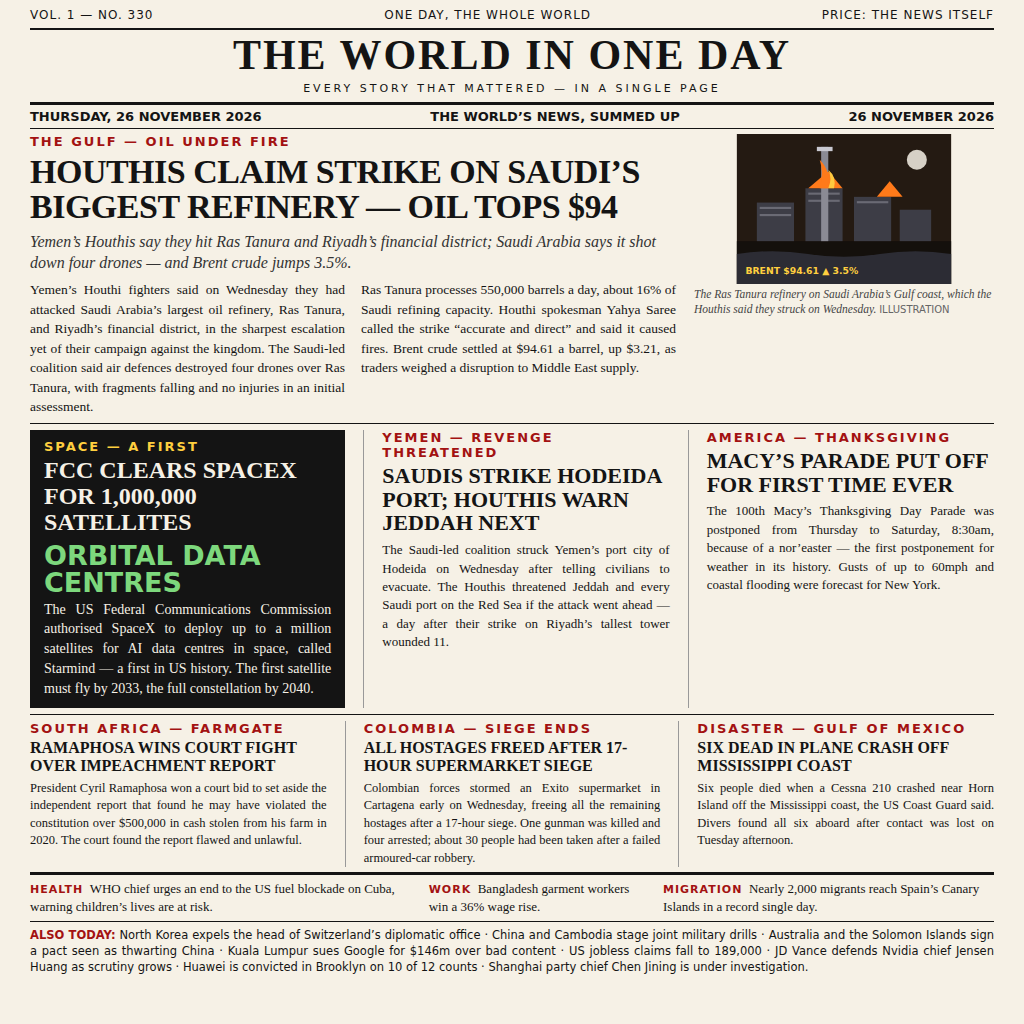 VOL. 1 — NO. 330
ONE DAY, THE WHOLE WORLD
PRICE: THE NEWS ITSELF
THE WORLD IN ONE DAY
EVERY STORY THAT MATTERED — IN A SINGLE PAGE
THURSDAY, 26 NOVEMBER 2026
THE WORLD’S NEWS, SUMMED UP
26 NOVEMBER 2026
THE GULF — OIL UNDER FIRE
HOUTHIS CLAIM STRIKE ON SAUDI’S
BIGGEST REFINERY — OIL TOPS $94
Yemen’s Houthis say they hit Ras Tanura and Riyadh’s financial district; Saudi Arabia says it shot
down four drones — and Brent crude jumps 3.5%.
Yemen’s Houthi fighters said on Wednesday they had
attacked Saudi Arabia’s largest oil refinery, Ras Tanura,
and Riyadh’s financial district, in the sharpest escalation
yet of their campaign against the kingdom. The Saudi-led
coalition said air defences destroyed four drones over Ras
Tanura, with fragments falling and no injuries in an initial
assessment.
Ras Tanura processes 550,000 barrels a day, about 16% of
Saudi refining capacity. Houthi spokesman Yahya Saree
called the strike “accurate and direct” and said it caused
fires. Brent crude settled at $94.61 a barrel, up $3.21, as
traders weighed a disruption to Middle East supply.
BRENT $94.61 ▲ 3.5%
The Ras Tanura refinery on Saudi Arabia’s Gulf coast, which the
Houthis said they struck on Wednesday. ILLUSTRATION
SPACE — A FIRST
FCC CLEARS SPACEX
FOR 1,000,000
SATELLITES
ORBITAL DATA
CENTRES
The US Federal Communications Commission
authorised SpaceX to deploy up to a million
satellites for AI data centres in space, called
Starmind — a first in US history. The first satellite
must fly by 2033, the full constellation by 2040.
YEMEN — REVENGE
THREATENED
SAUDIS STRIKE HODEIDA
PORT; HOUTHIS WARN
JEDDAH NEXT
The Saudi-led coalition struck Yemen’s port city of
Hodeida on Wednesday after telling civilians to
evacuate. The Houthis threatened Jeddah and every
Saudi port on the Red Sea if the attack went ahead —
a day after their strike on Riyadh’s tallest tower
wounded 11.
AMERICA — THANKSGIVING
MACY’S PARADE PUT OFF
FOR FIRST TIME EVER
The 100th Macy’s Thanksgiving Day Parade was
postponed from Thursday to Saturday, 8:30am,
because of a nor’easter — the first postponement for
weather in its history. Gusts of up to 60mph and
coastal flooding were forecast for New York.
SOUTH AFRICA — FARMGATE
RAMAPHOSA WINS COURT FIGHT
OVER IMPEACHMENT REPORT
President Cyril Ramaphosa won a court bid to set aside the
independent report that found he may have violated the
constitution over $500,000 in cash stolen from his farm in
2020. The court found the report flawed and unlawful.
COLOMBIA — SIEGE ENDS
ALL HOSTAGES FREED AFTER 17-
HOUR SUPERMARKET SIEGE
Colombian forces stormed an Exito supermarket in
Cartagena early on Wednesday, freeing all the remaining
hostages after a 17-hour siege. One gunman was killed and
four arrested; about 30 people had been taken after a failed
armoured-car robbery.
DISASTER — GULF OF MEXICO
SIX DEAD IN PLANE CRASH OFF
MISSISSIPPI COAST
Six people died when a Cessna 210 crashed near Horn
Island off the Mississippi coast, the US Coast Guard said.
Divers found all six aboard after contact was lost on
Tuesday afternoon.
HEALTH WHO chief urges an end to the US fuel blockade on Cuba,
warning children’s lives are at risk.
WORK Bangladesh garment workers
win a 36% wage rise.
MIGRATION Nearly 2,000 migrants reach Spain’s Canary
Islands in a record single day.
ALSO TODAY: North Korea expels the head of Switzerland’s diplomatic office · China and Cambodia stage joint military drills · Australia and the Solomon Islands sign
a pact seen as thwarting China · Kuala Lumpur sues Google for $146m over bad content · US jobless claims fall to 189,000 · JD Vance defends Nvidia chief Jensen
Huang as scrutiny grows · Huawei is convicted in Brooklyn on 10 of 12 counts · Shanghai party chief Chen Jining is under investigation.